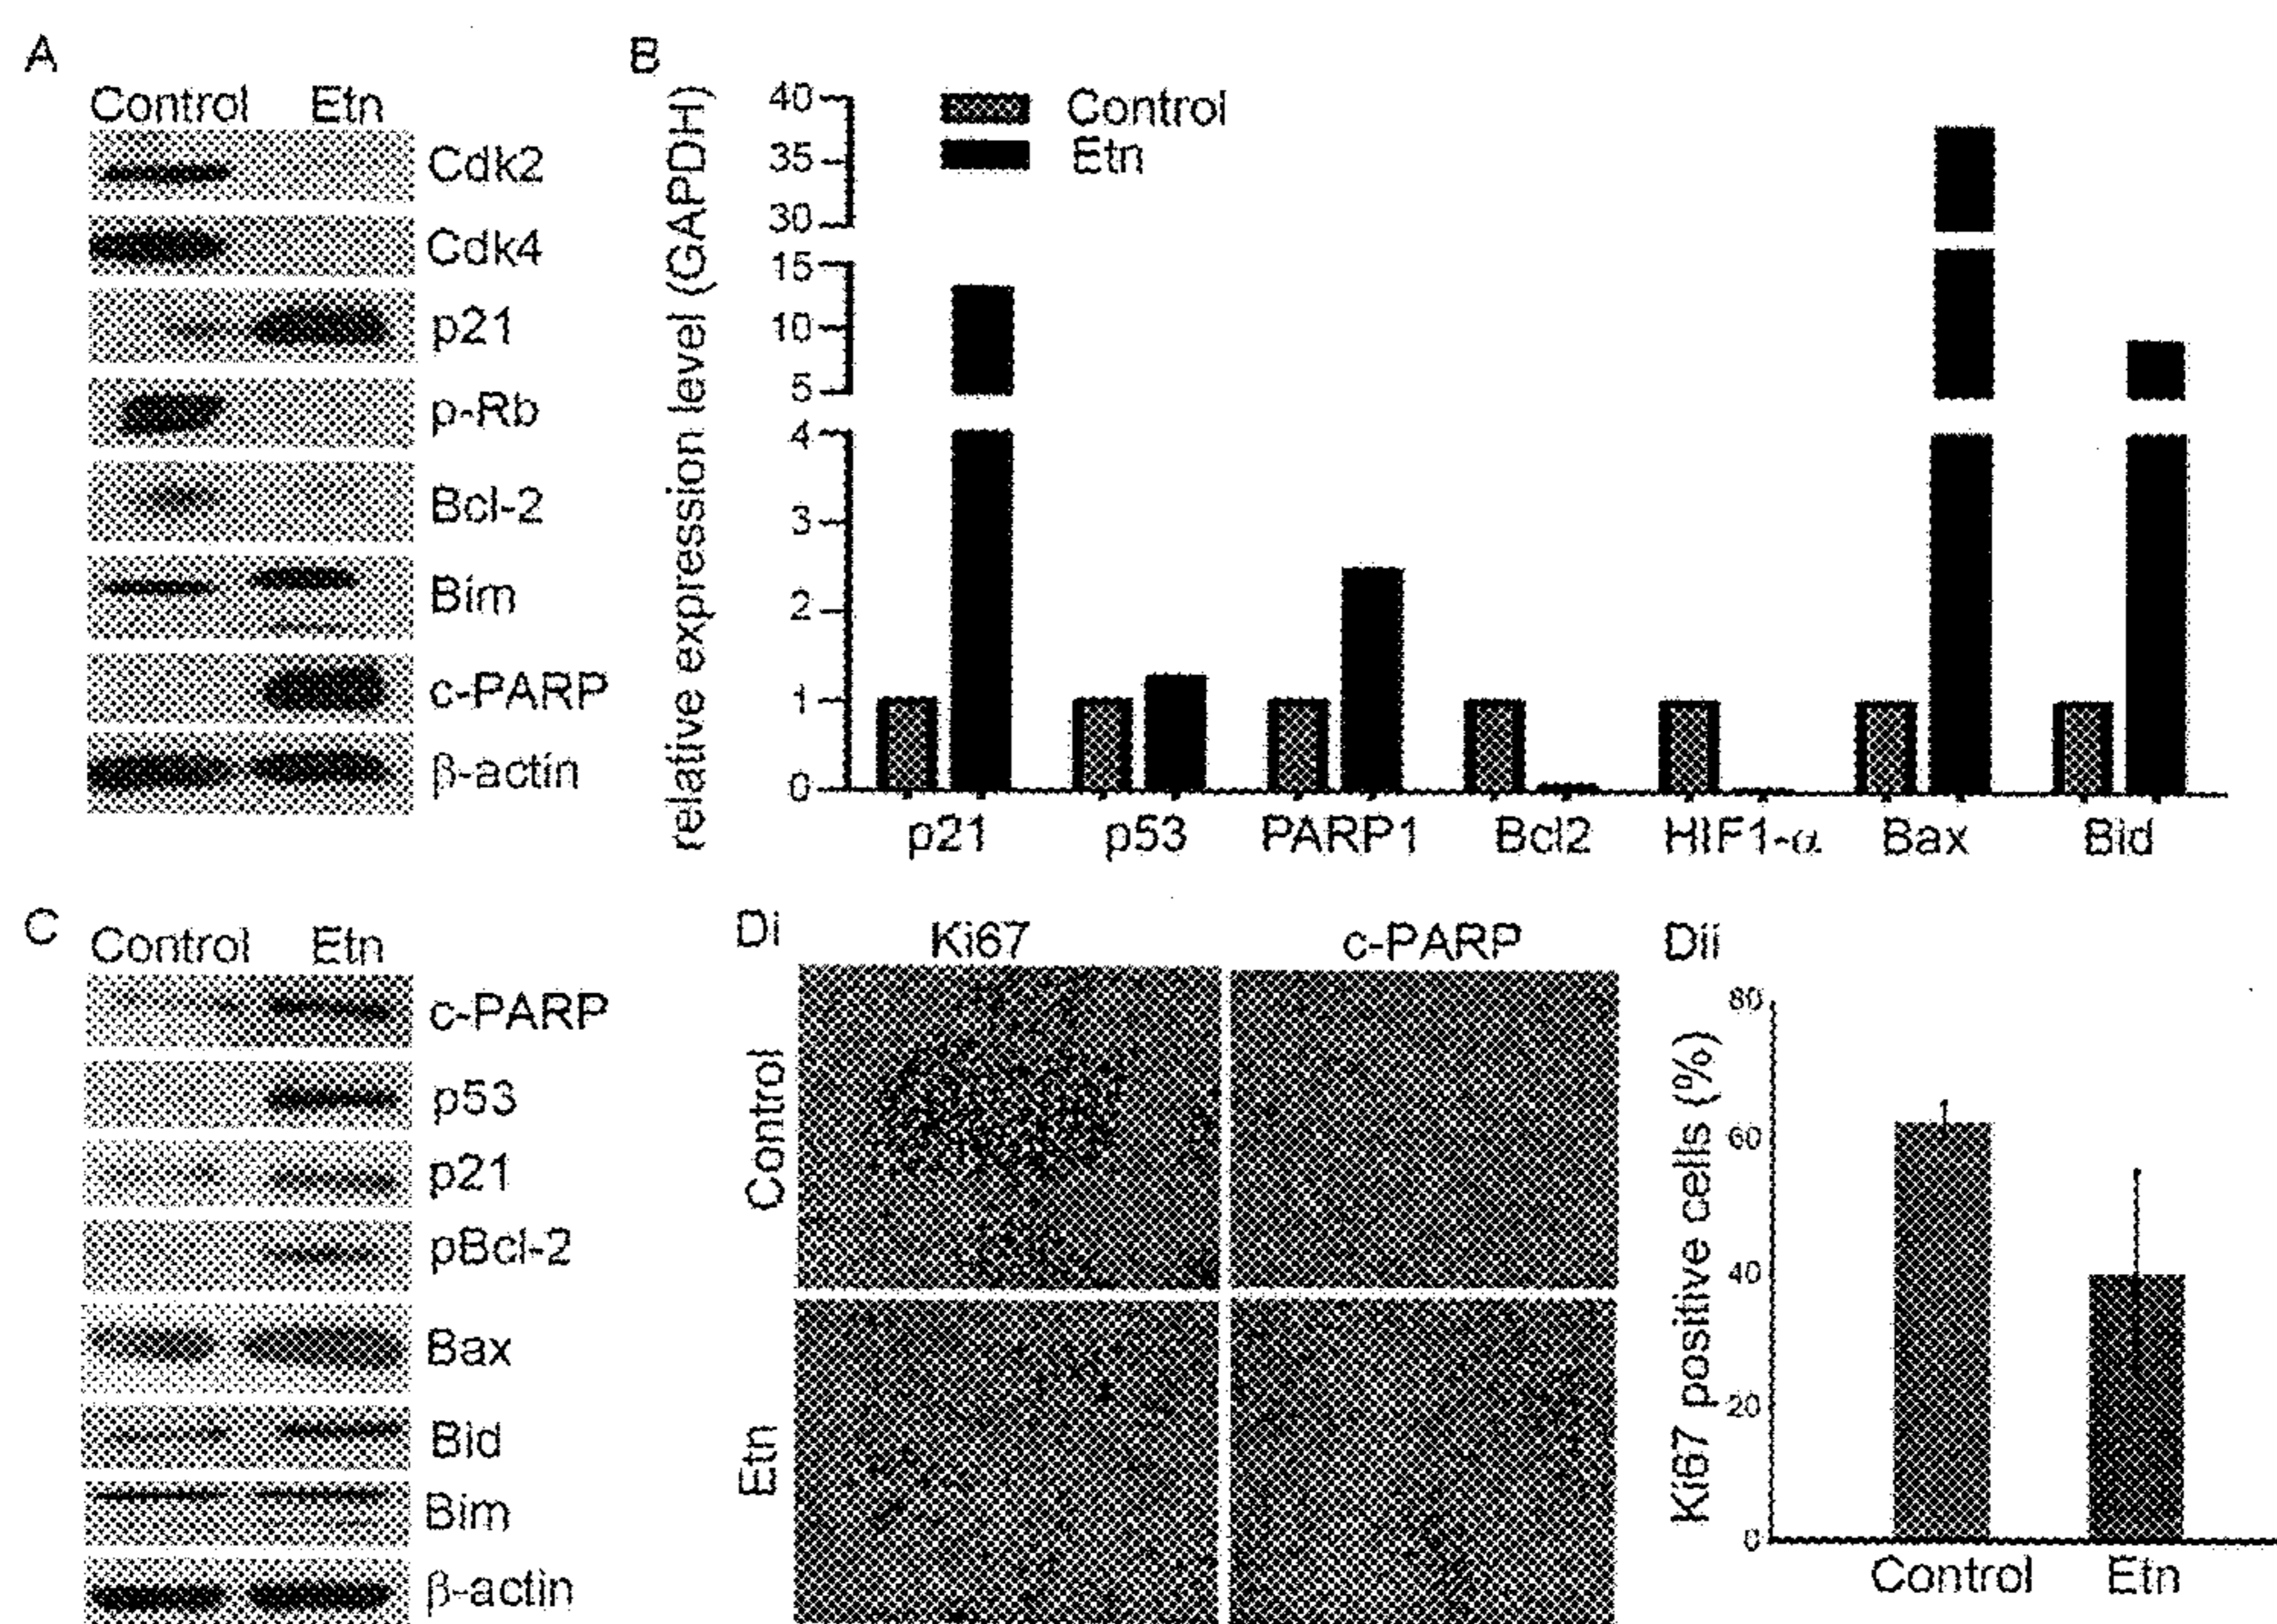 A
Control Etn
Cdk2
Cdk4
p21
p-Rb
Bcl-2
Bim
c-PARP
β-actin
B
relative expression level (GAPDH)
40
35
30
15
10
5
4
3
2
1
0
Control
Etn
p21 p53 PARP1 Bcl2 HIF1-α Bax Bid
C
Control Etn
c-PARP
p53
p21
pBcl-2
Bax
Bid
Bim
β-actin
Di
Ki67 c-PARP
Control
Etn
Dii
Ki67 positive cells (%)
80
60
40
20
0
Control Etn